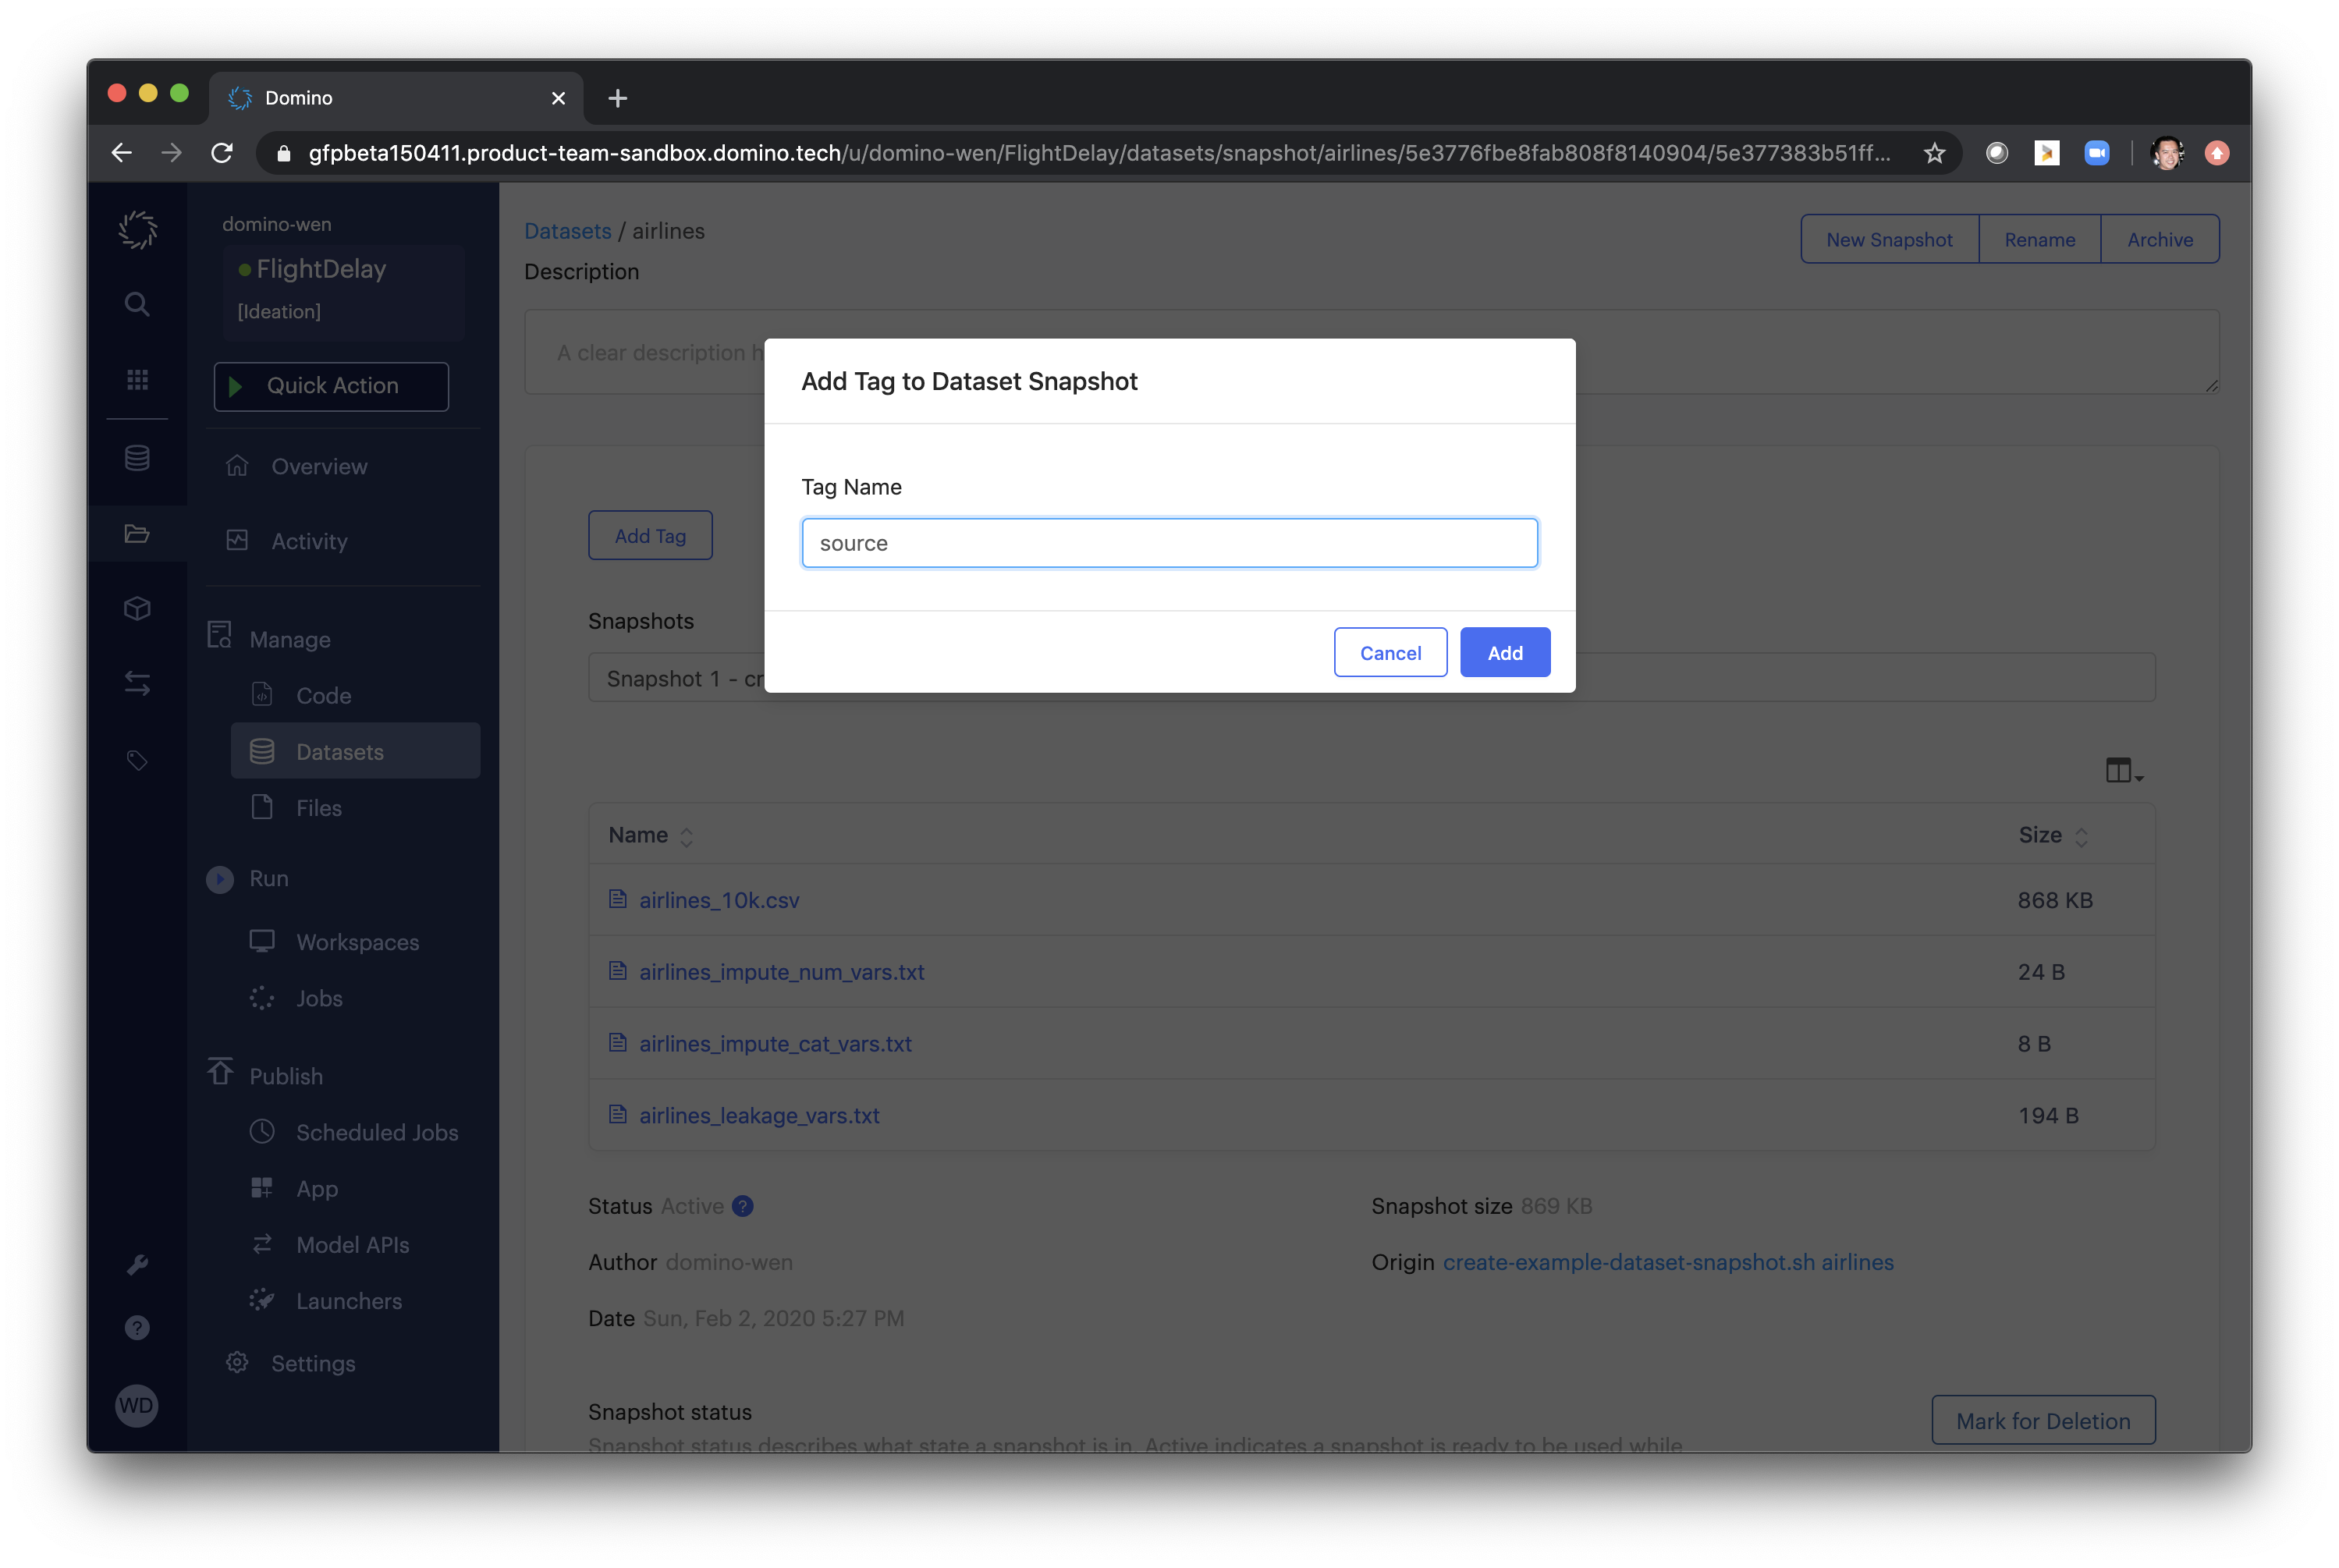 Domino
gfpbeta150411.product-team-sandbox.domino.tech/u/domino-wen/FlightDelay/datasets/snapshot/airlines/5e3776fbe8fab808f8140904/5e377383b51ff...
domino-wen
FlightDelay
[Ideation]
Quick Action
Overview
Activity
Manage
Code
Datasets
Files
Run
Workspaces
Jobs
Publish
Scheduled Jobs
App
Model APIs
Launchers
Settings
WD
Datasets / airlines
New Snapshot Rename Archive
Description
A clear description h
Add Tag to Dataset Snapshot
Tag Name
source
Cancel Add
Add Tag
Snapshots
Snapshot 1 - cr
Name Size
airlines_10k.csv 868 KB
airlines_impute_num_vars.txt 24 B
airlines_impute_cat_vars.txt 8 B
airlines_leakage_vars.txt 194 B
Status Active ? Snapshot size 869 KB
Author domino-wen Origin create-example-dataset-snapshot.sh airlines
Date Sun, Feb 2, 2020 5:27 PM
Snapshot status
Mark for Deletion
Snapshot status describes what state a snapshot is in. Active indicates a snapshot is ready to be used while